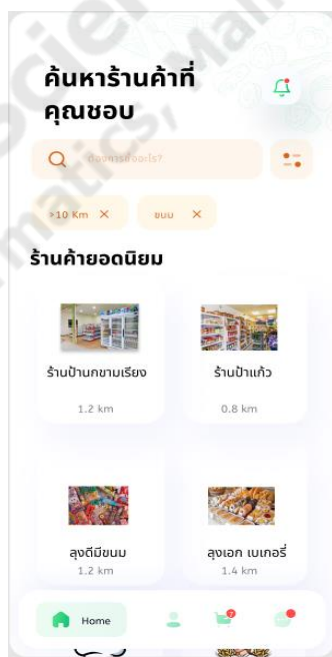 ค้นหาร้านค้าที่
คุณชอบ
ต้องการซื้ออะไร?
>10 Km X
ขนม X
ร้านค้ายอดนิยม
ร้านป้านกขามเรียง
ร้านป้าแก้ว
1.2 km
0.8 km
ลุงดีมีขนม
ลุงเอก เบเกอรี่
1.2 km
1.4 km
Home